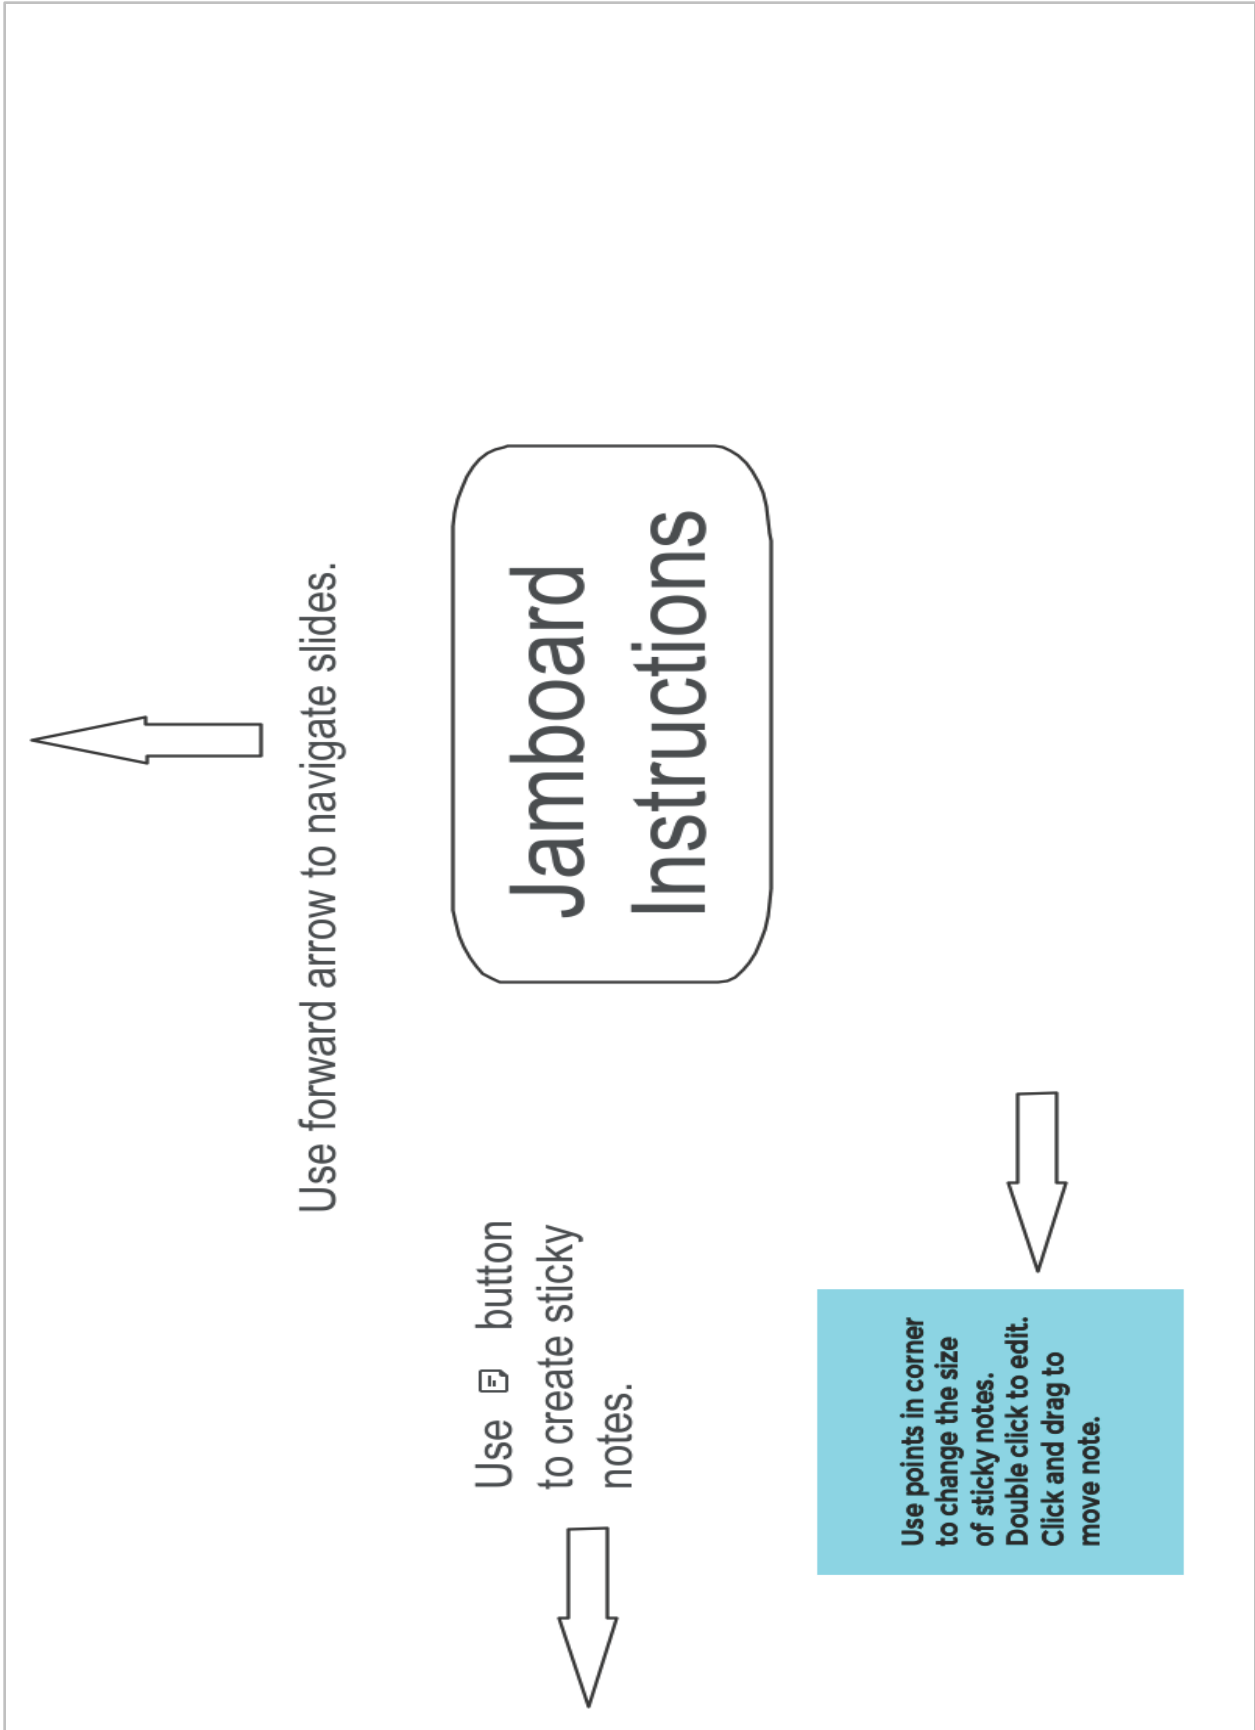 Use forward arrow to navigate slides.
Jamboard
Instructions
Use button
to create sticky
notes.
Use points in corner
to change the size
of sticky notes.
Double click to edit.
Click and drag to
move note.